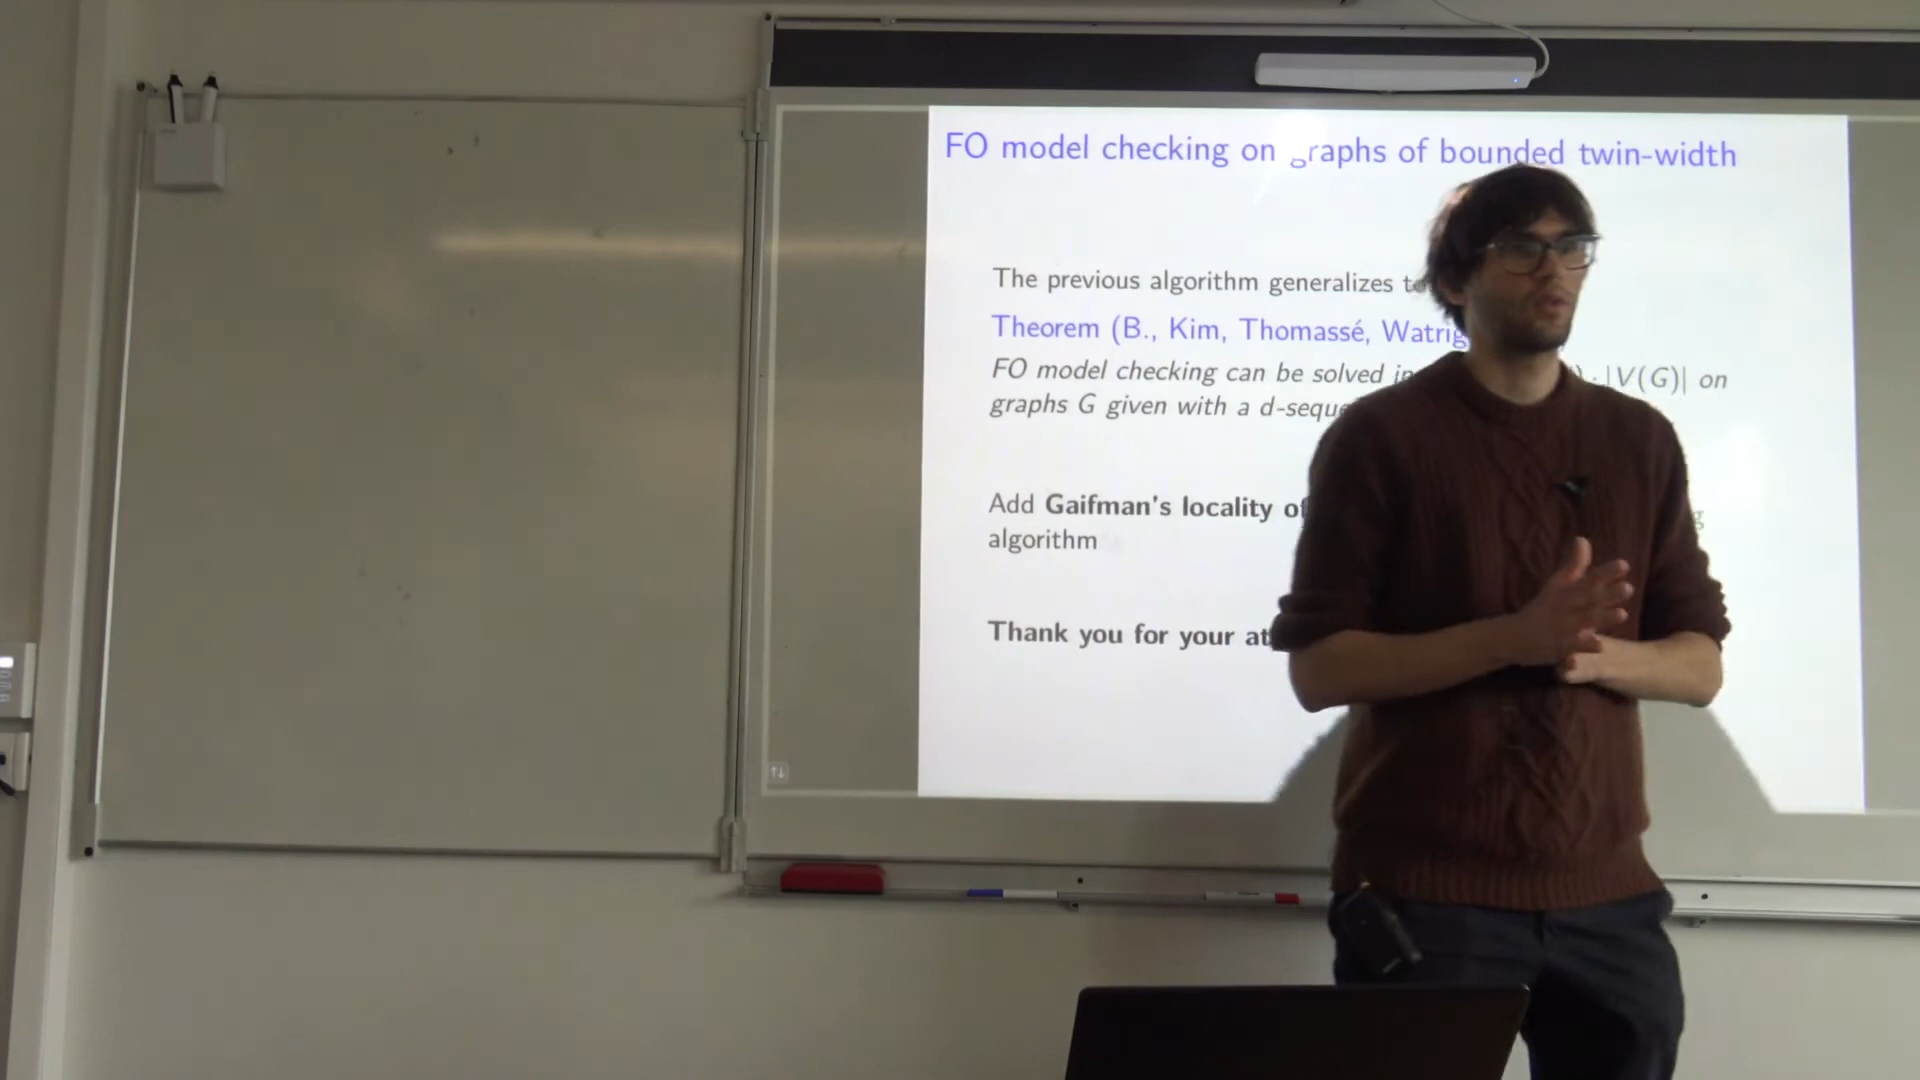 FO model checking on graphs of bounded twin-width
The previous algorithm generalizes to
Theorem (B., Kim, Thomassé, Watrig
FO model checking can be solved in · |V(G)| on
graphs G given with a d-seque
Add Gaifman's locality of
algorithm
Thank you for your at